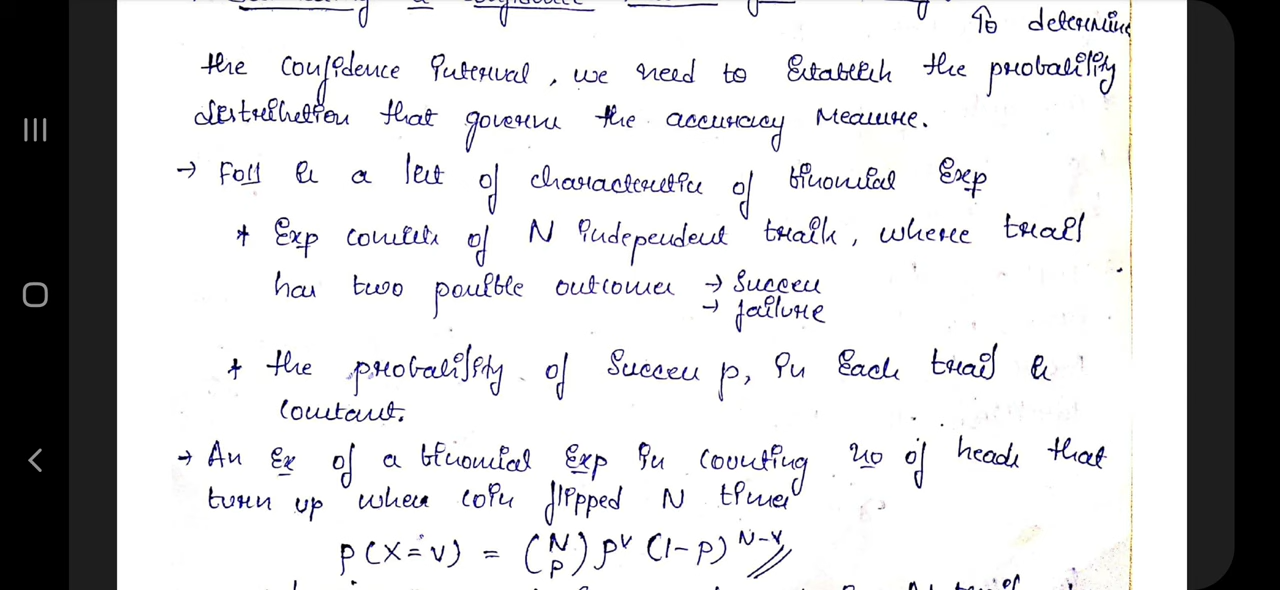 To determine
the confidence interval, we need to Establish the probability
distribution that govern the accuracy measure.
→ Foll is a list of characteristic of binomial Exp
* Exp consists of N independent trails, where trail
has two possible outcomes → Success
→ failure
* the probability of Success p, in Each trail is
constant.
→ An Ex of a binomial Exp in counting no of heads that
turn up when coin flipped N times
P(X=v) = (N p) p^v (1-p)^N-v